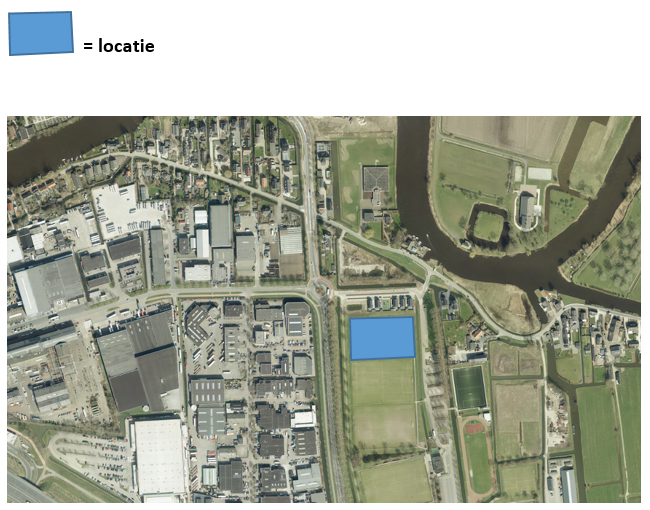 = locatie